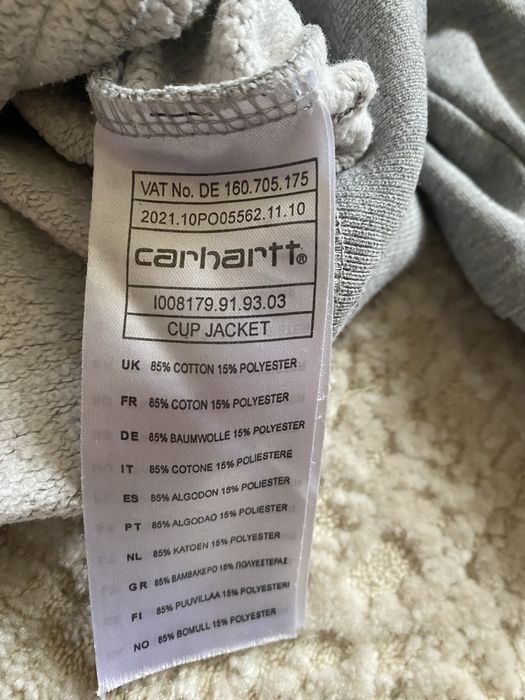 VAT No. DE 160.705.175
2021.10PO05562.11.10
carhartt®
I008179.91.93.03
CUP JACKET
UK 85% COTTON 15% POLYESTER
FR 85% COTON 15% POLYESTER
DE 85% BAUMWOLLE 15% POLYESTER
IT 85% COTONE 15% POLIESTERE
ES 85% ALGODON 15% POLIESTER
PT 85% ALGODAO 15% POLIESTER
NL 85% KATOEN 15% POLYESTER
GR 85% ΒΑΜΒΑΚΕΡΟ 15% ΠΟΛΥΕΣΤΕΡΑΣ
FI 85% PUUVILLAA 15% POLYESTERI
NO 85% BOMULL 15% POLYESTER